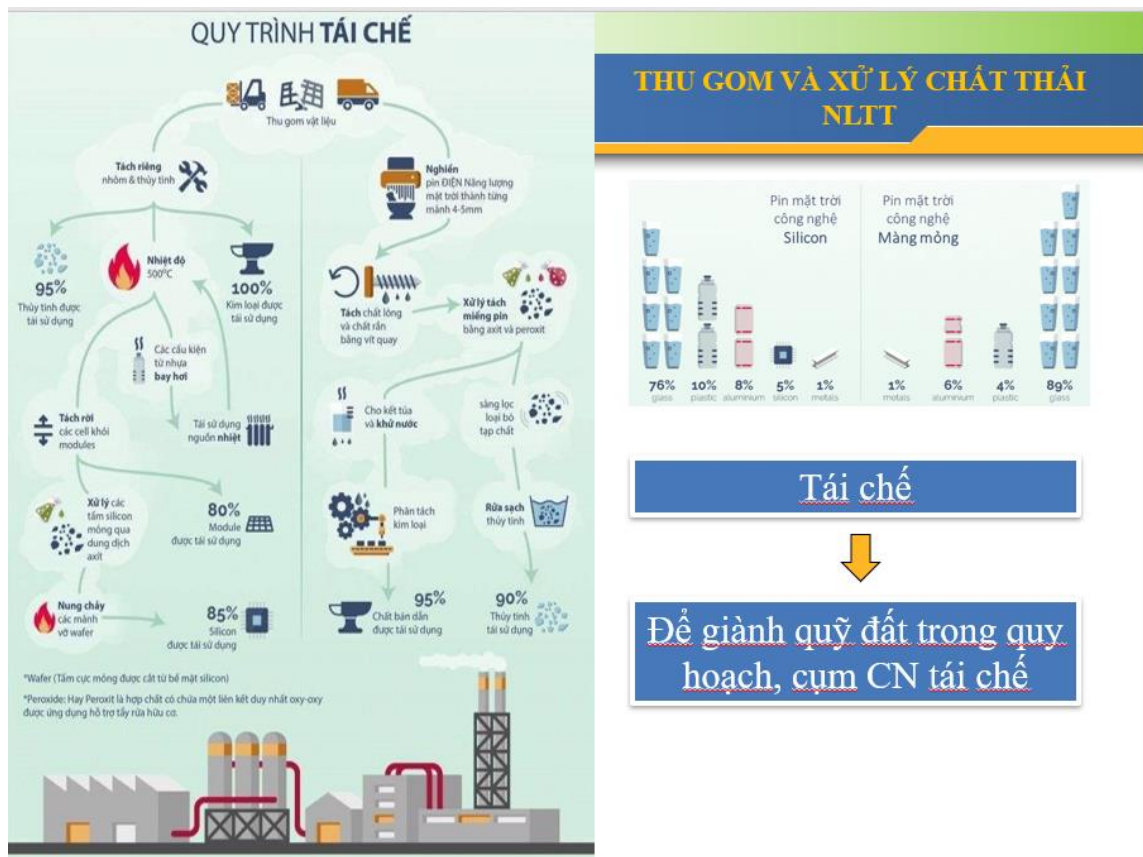 QUY TRÌNH TÁI CHẾ
Thu gom vật liệu
Tách riêng
nhôm & thủy tinh
95%
Thủy tinh được
tái sử dụng
Nhiệt độ
500°C
100%
Kim loại được
tái sử dụng
Các cấu kiện
từ nhựa
bay hơi
Tách rời
các cell khỏi
modules
Tái sử dụng
nguồn nhiệt
Xử lý các
tấm silicon
mỏng qua
dung dịch
axit
80%
Module
được tái sử dụng
Nung chảy
các mảnh
vỡ wafer
85%
Silicon
được tái sử dụng
Nghiền
pin ĐIỆN Năng lượng
mặt trời thành từng
mảnh 4-5mm
Tách chất lỏng
và chất rắn
bằng vít quay
Xử lý tách
miếng pin
bằng axit và peroxit
Cho kết tủa
và khử nước
sàng lọc
loại bỏ
tạp chất
Phân tách
kim loại
Rửa sạch
thủy tinh
95%
Chất bán dẫn
được tái sử dụng
90%
Thủy tinh
tái sử dụng
*Wafer (Tấm cực mỏng được cắt từ bề mặt silicon)
*Peroxide: Hay Peroxit là hợp chất có chứa một liên kết duy nhất oxy-oxy
được ứng dụng hỗ trợ tẩy rửa hữu cơ.
THU GOM VÀ XỬ LÝ CHẤT THẢI
NLTT
Pin mặt trời
công nghệ
Silicon
Pin mặt trời
công nghệ
Màng mỏng
76% 10% 8% 5% 1%
glass plastic aluminium silicon metals
1% 6% 4% 89%
metals aluminium plastic glass
Tái chế
Để giành quỹ đất trong quy
hoạch, cụm CN tái chế